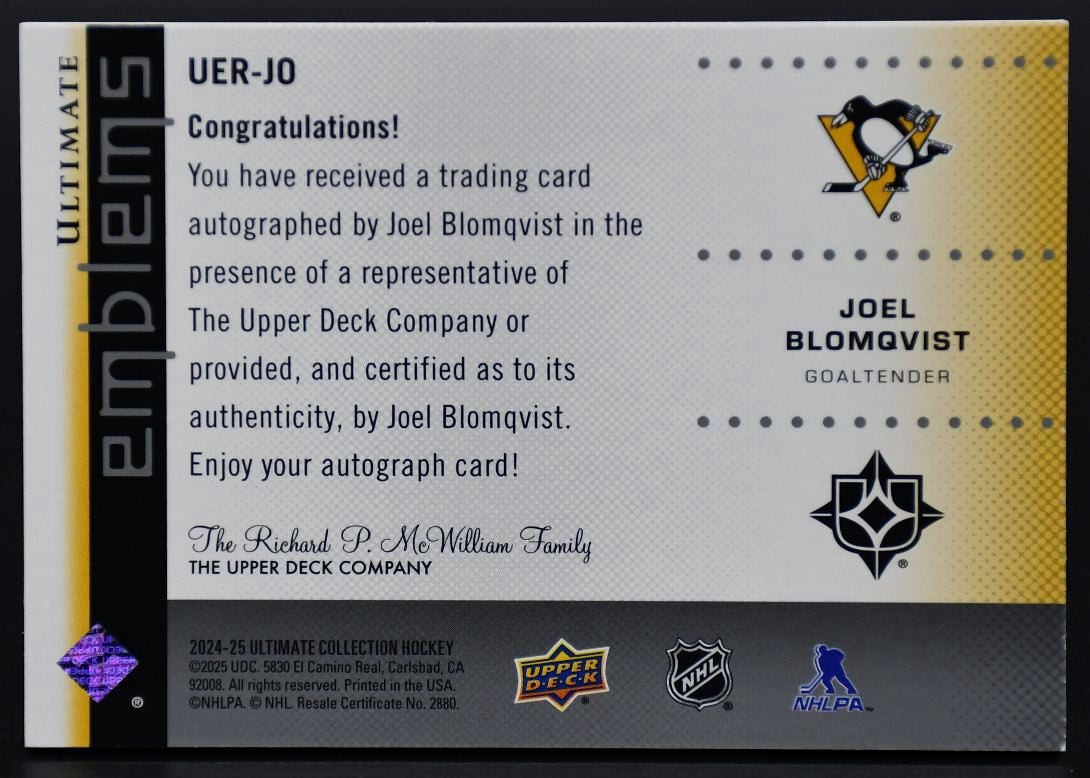 ULTIMATE
emblems
UER-JO
Congratulations!
You have received a trading card
autographed by Joel Blomqvist in the
presence of a representative of
The Upper Deck Company or
provided, and certified as to its
authenticity, by Joel Blomqvist.
Enjoy your autograph card!
The Richard P. McWilliam Family
THE UPPER DECK COMPANY
®
JOEL
BLOMQVIST
GOALTENDER
®
2024-25 ULTIMATE COLLECTION HOCKEY
©2025 UDC. 5830 El Camino Real, Carlsbad, CA
92008. All rights reserved. Printed in the USA.
©NHLPA. © NHL. Resale Certificate No. 2880.
UPPER
D·E·C·K
®
NHL
®
NHLPA™
®